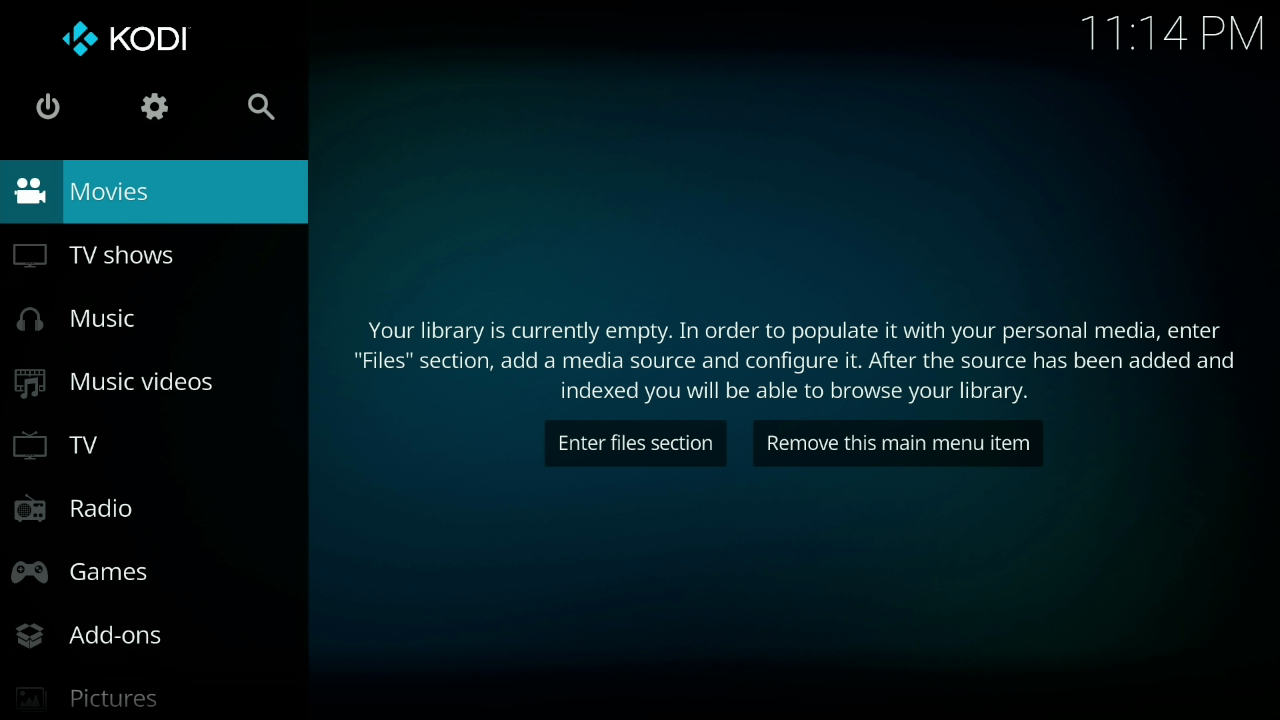 KODI
11:14 PM
Movies
TV shows
Music
Music videos
TV
Radio
Games
Add-ons
Pictures
Your library is currently empty. In order to populate it with your personal media, enter
"Files" section, add a media source and configure it. After the source has been added and
indexed you will be able to browse your library.
Enter files section
Remove this main menu item